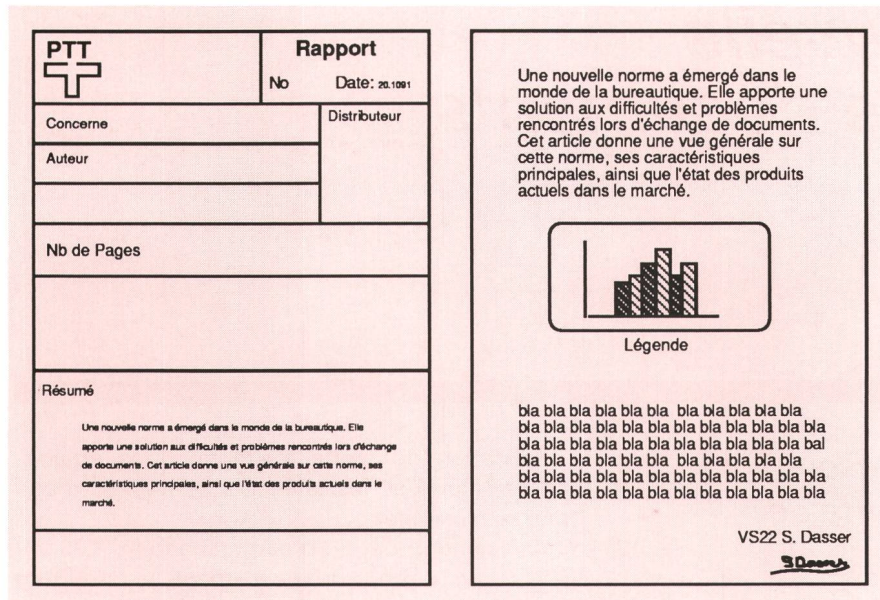 PTT
Rapport
No Date: 20.1091
Concerne
Distributeur
Auteur
Nb de Pages
Résumé
Une nouvelle norme a émergé dans le monde de la bureautique. Elle
apporte une solution aux difficultés et problèmes rencontrés lors d'échange
de documents. Cet article donne une vue générale sur cette norme, ses
caractéristiques principales, ainsi que l'état des produits actuels dans le
marché.
Une nouvelle norme a émergé dans le
monde de la bureautique. Elle apporte une
solution aux difficultés et problèmes
rencontrés lors d'échange de documents.
Cet article donne une vue générale sur
cette norme, ses caractéristiques
principales, ainsi que l'état des produits
actuels dans le marché.
Légende
bla bla bla bla bla bla bla bla bla bla bla
bla bla bla bla bla bla bla bla bla bla bla bla
bla bla bla bla bla bla bla bla bla bla bla bal
bla bla bla bla bla bla bla bla bla bla bla
bla bla bla bla bla bla bla bla bla bla bla bla
bla bla bla bla bla bla bla bla bla bla bla bla
VS22 S. Dasser
S Dasser